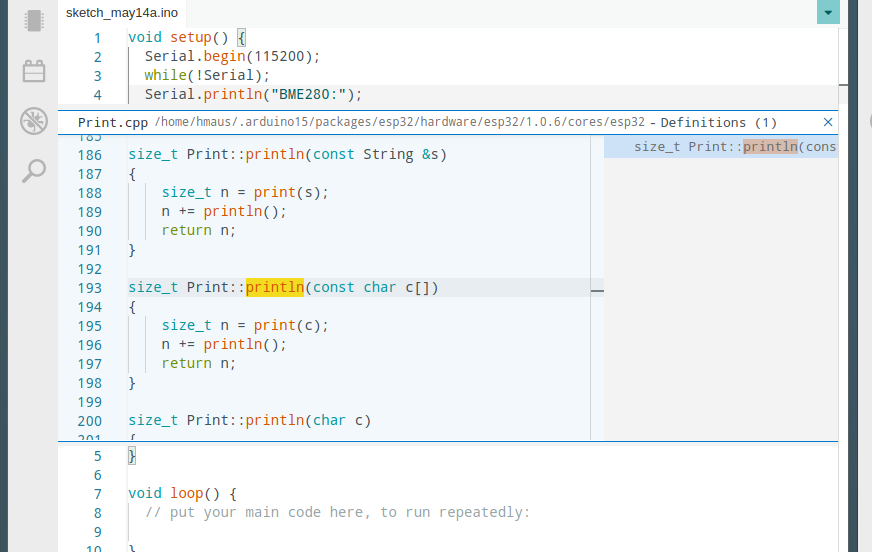 sketch_may14a.ino
1 void setup() {
2 Serial.begin(115200);
3 while(!Serial);
4 Serial.println("BME280:");
Print.cpp /home/hmaus/.arduino15/packages/esp32/hardware/esp32/1.0.6/cores/esp32 - Definitions (1)
185
186 size_t Print::println(const String &s)
size_t Print::println(cons
187 {
188 size_t n = print(s);
189 n += println();
190 return n;
191 }
192
193 size_t Print::println(const char c[])
194 {
195 size_t n = print(c);
196 n += println();
197 return n;
198 }
199
200 size_t Print::println(char c)
201 {
5 }
6
7 void loop() {
8 // put your main code here, to run repeatedly:
9
10 }